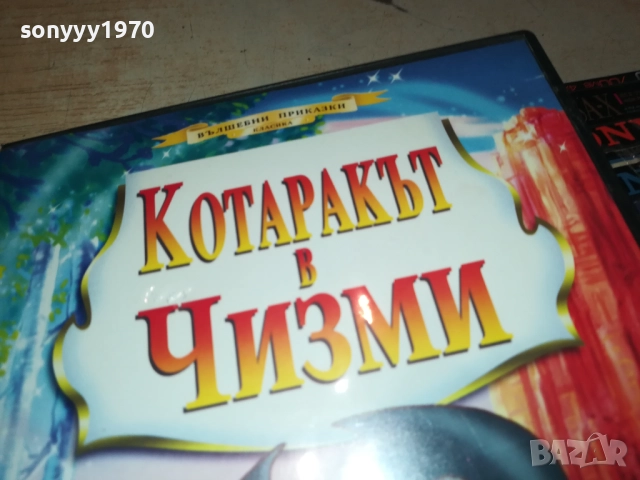 sonyyy1970
ВЪЛШЕБНИ ПРИКАЗКИ
КЛАСИКА
КОТАРАКЪТ
В
ЧИЗМИ
BAZAR